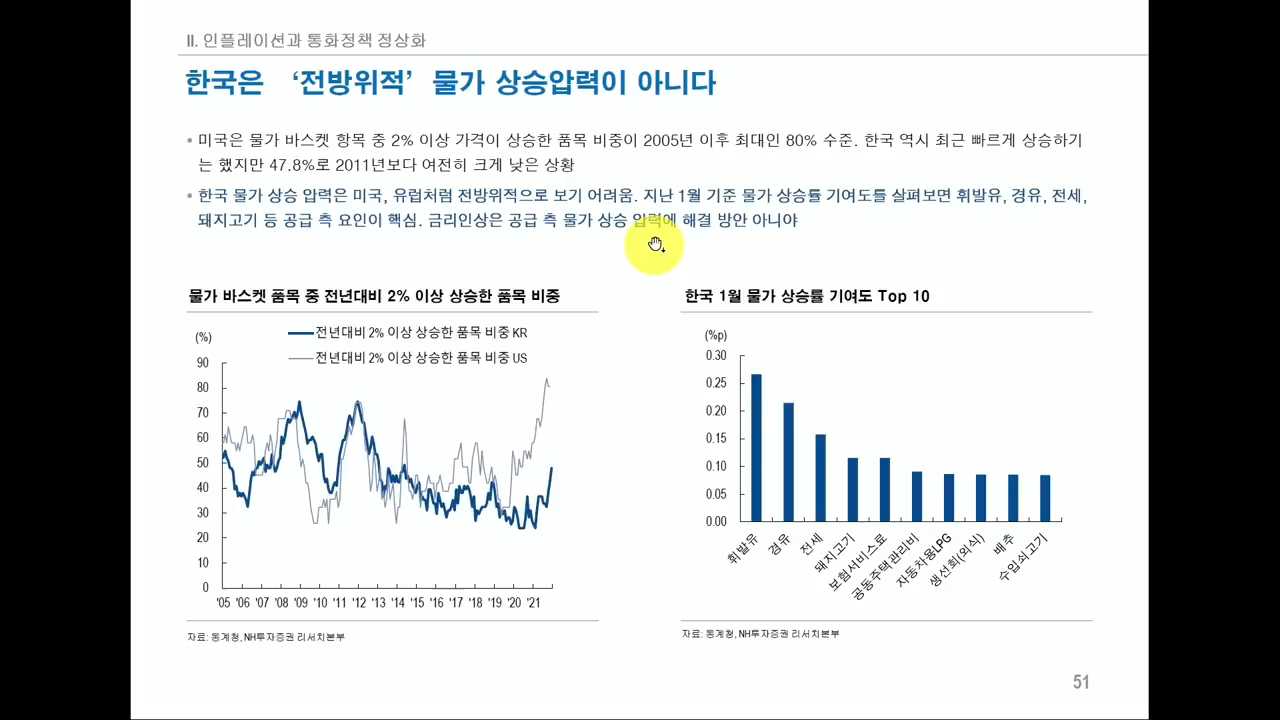 II. 인플레이션과 통화정책 정상화
한국은 ‘전방위적’ 물가 상승압력이 아니다
• 미국은 물가 바스켓 항목 중 2% 이상 가격이 상승한 품목 비중이 2005년 이후 최대인 80% 수준. 한국 역시 최근 빠르게 상승하기
는 했지만 47.8%로 2011년보다 여전히 크게 낮은 상황
• 한국 물가 상승 압력은 미국, 유럽처럼 전방위적으로 보기 어려움. 지난 1월 기준 물가 상승률 기여도를 살펴보면 휘발유, 경유, 전세,
돼지고기 등 공급 측 요인이 핵심. 금리인상은 공급 측 물가 상승 압력에 해결 방안 아니야
물가 바스켓 품목 중 전년대비 2% 이상 상승한 품목 비중
(%)
전년대비 2% 이상 상승한 품목 비중 KR
전년대비 2% 이상 상승한 품목 비중 US
90
80
70
60
50
40
30
20
10
0
'05 '06 '07 '08 '09 '10 '11 '12 '13 '14 '15 '16 '17 '18 '19 '20 '21
자료: 통계청, NH투자증권 리서치본부
한국 1월 물가 상승률 기여도 Top 10
(%p)
0.30
0.25
0.20
0.15
0.10
0.05
0.00
휘발유
경유
전세
돼지고기
보험서비스료
공동주택관리비
자동차용LPG
생선회(외식)
배추
수입쇠고기
자료: 통계청, NH투자증권 리서치본부
51